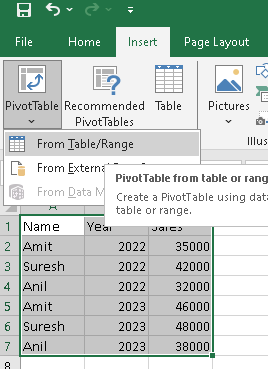 File Home Insert Page Layout
PivotTable Recommended PivotTables Table Pictures
Illus
From Table/Range
From External
From Data M
PivotTable from table or rang
Create a PivotTable using data
table or range.
A
1 Name Year Sales
2 Amit 2022 35000
3 Suresh 2022 42000
4 Anil 2022 32000
5 Amit 2023 46000
6 Suresh 2023 48000
7 Anil 2023 38000
8